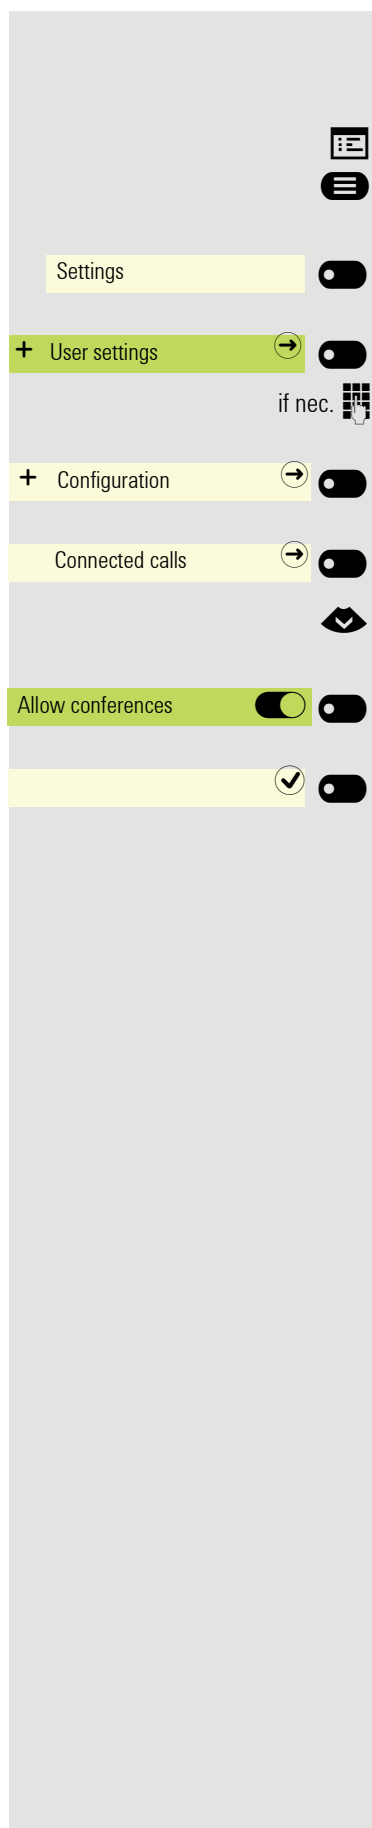 Settings
+ User settings
if nec.
+ Configuration
Connected calls
Allow conferences